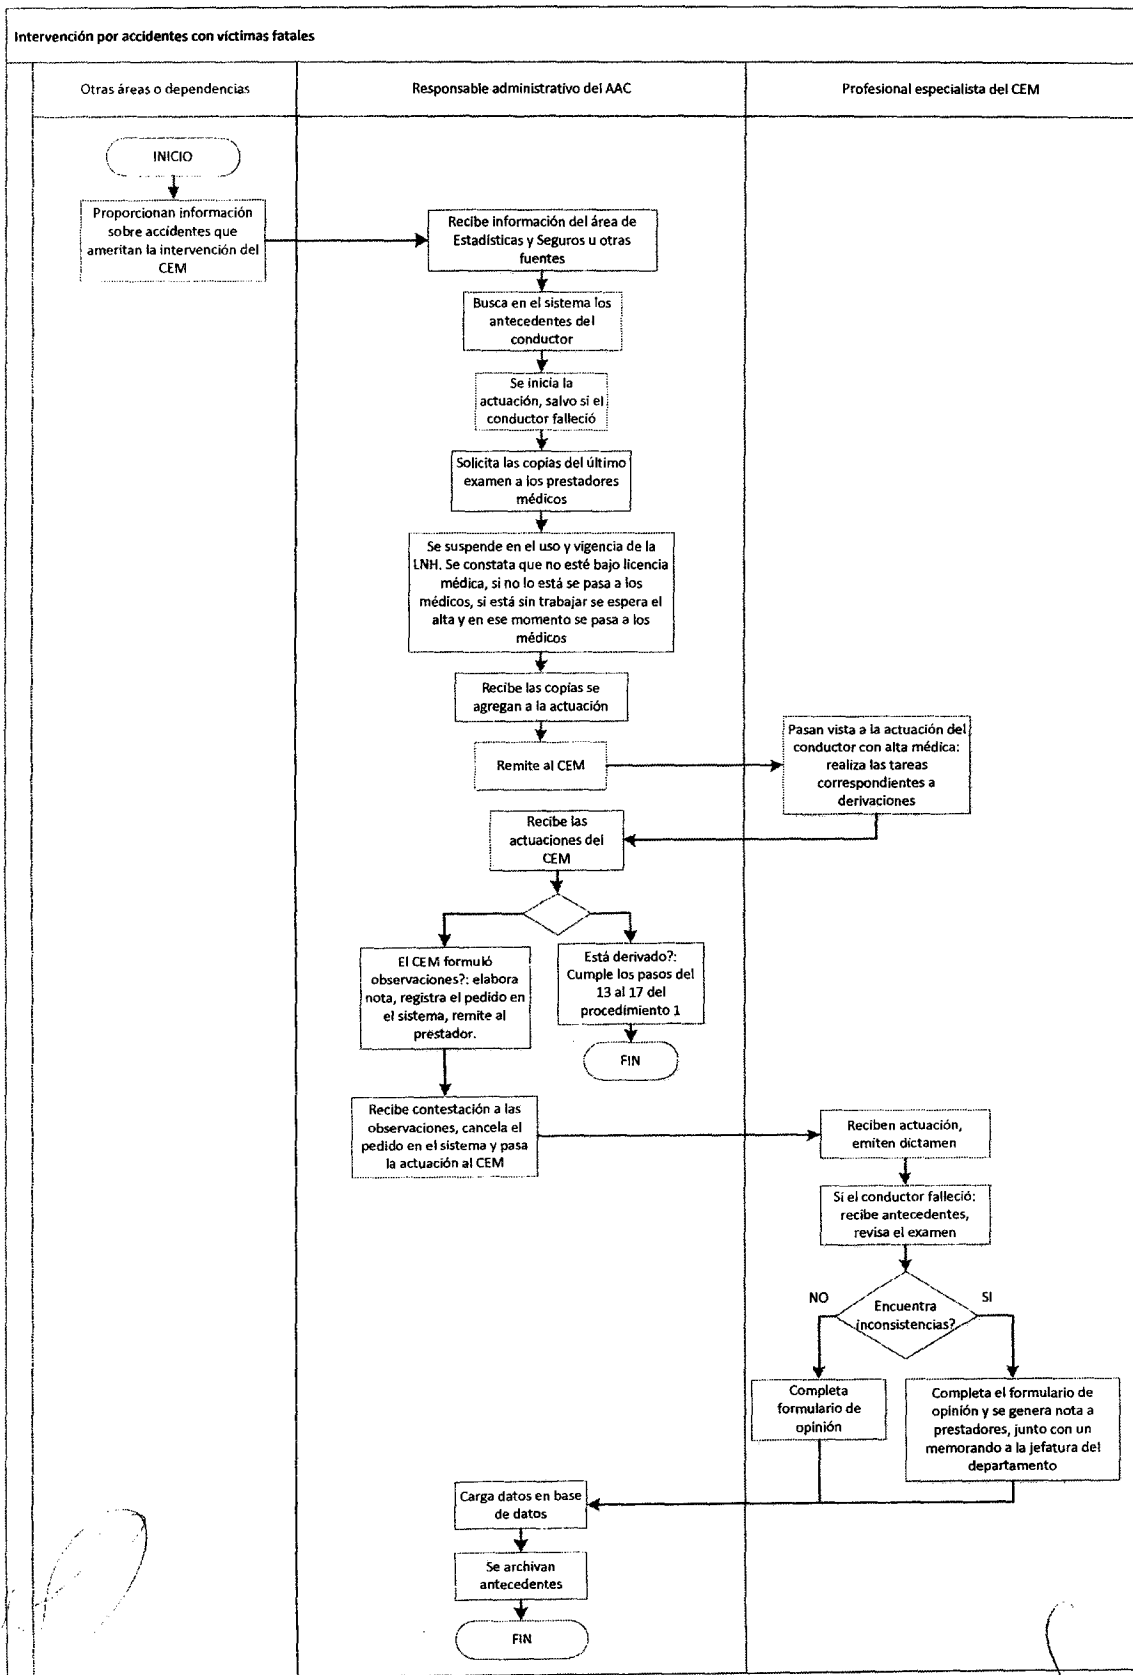 Intervención por accidentes con víctimas fatales
Otras áreas o dependencias
Responsable administrativo del AAC
Profesional especialista del CEM
INICIO
Proporcionan información
sobre accidentes que
ameritan la intervención del
CEM
Recibe información del área de
Estadísticas y Seguros u otras
fuentes
Busca en el sistema los
antecedentes del
conductor
Se inicia la
actuación, salvo si el
conductor falleció
Solicita las copias del último
examen a los prestadores
médicos
Se suspende en el uso y vigencia de la
LNH. Se constata que no esté bajo licencia
médica, si no lo está se pasa a los
médicos, si está sin trabajar se espera el
alta y en ese momento se pasa a los
médicos
Recibe las copias se
agregan a la actuación
Remite al CEM
Pasan vista a la actuación del
conductor con alta médica:
realiza las tareas
correspondientes a
derivaciones
Recibe las
actuaciones del
CEM
El CEM formuló
observaciones?: elabora
nota, registra el pedido en
el sistema, remite al
prestador.
Está derivado?:
Cumple los pasos del
13 al 17 del
procedimiento 1
FIN
Recibe contestación a las
observaciones, cancela el
pedido en el sistema y pasa
la actuación al CEM
Reciben actuación,
emiten dictamen
Si el conductor falleció:
recibe antecedentes,
revisa el examen
NO
Encuentra
inconsistencias?
SI
Completa
formulario de
opinión
Completa el formulario de
opinión y se genera nota a
prestadores, junto con un
memorando a la jefatura del
departamento
Carga datos en base
de datos
Se archivan
antecedentes
FIN